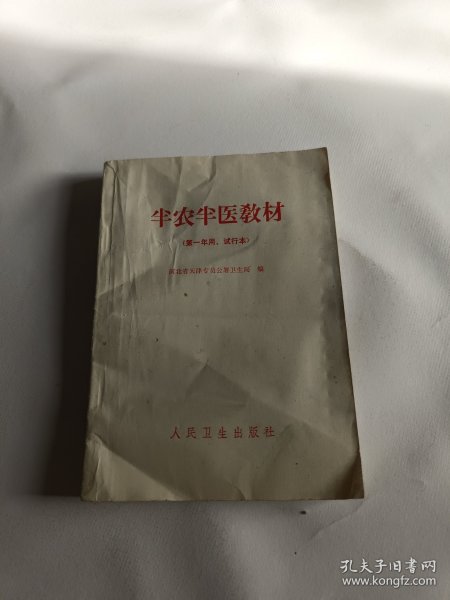 半农半医教材
（第一年用、试行本）
河北省天津专员公署卫生局 编
人民卫生出版社
孔夫子旧书网
www.kongfz.com